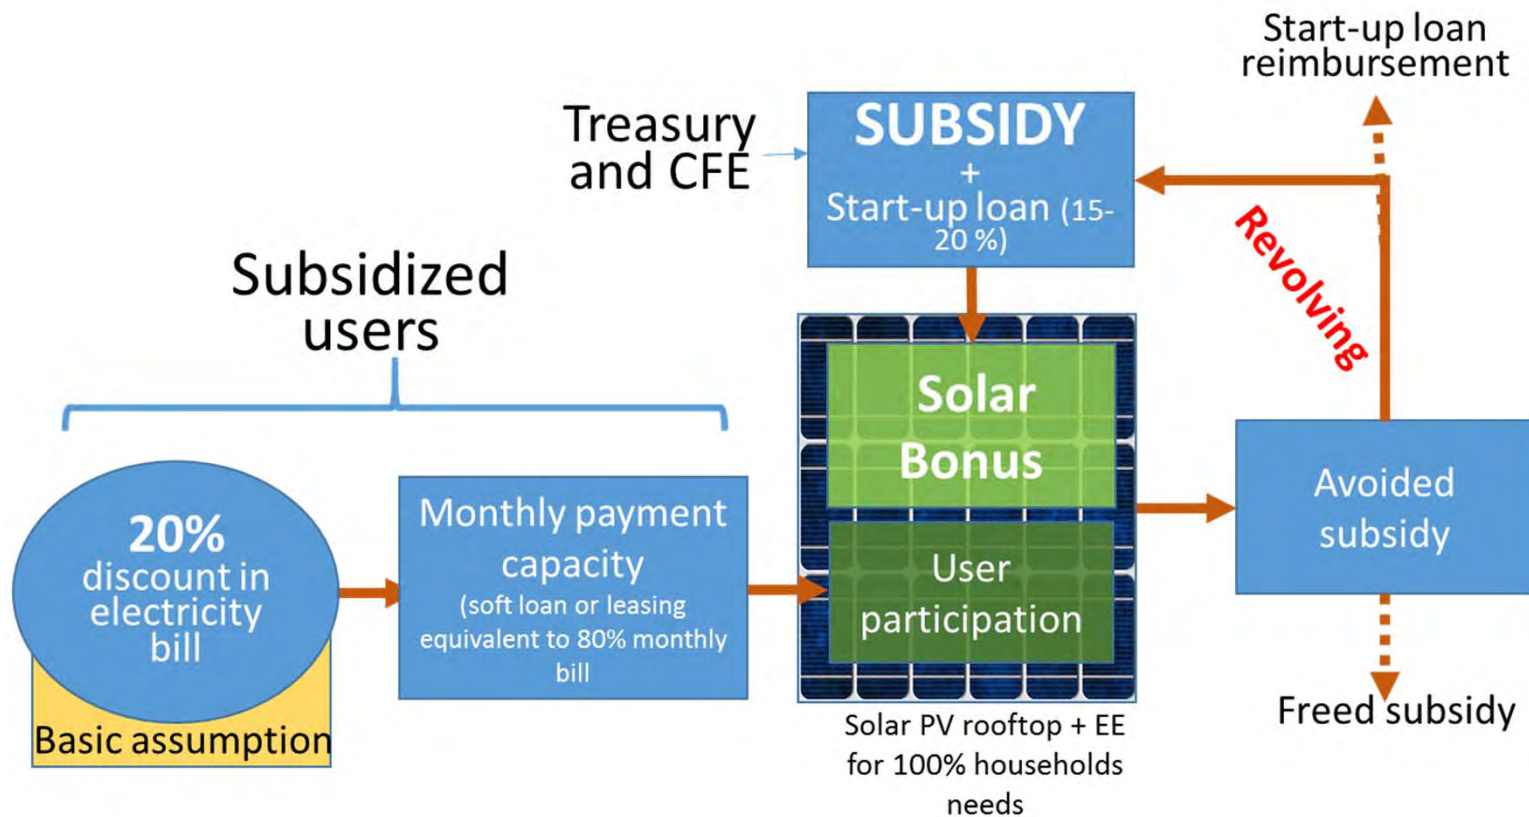 Start-up loan
reimbursement
Treasury
and CFE
SUBSIDY
+
Start-up loan (15-
20 %)
Revolving
Subsidized
users
20%
discount in
electricity
bill
Basic assumption
Monthly payment
capacity
(soft loan or leasing
equivalent to 80% monthly
bill
Solar
Bonus
User
participation
Solar PV rooftop + EE
for 100% households
needs
Avoided
subsidy
Freed subsidy